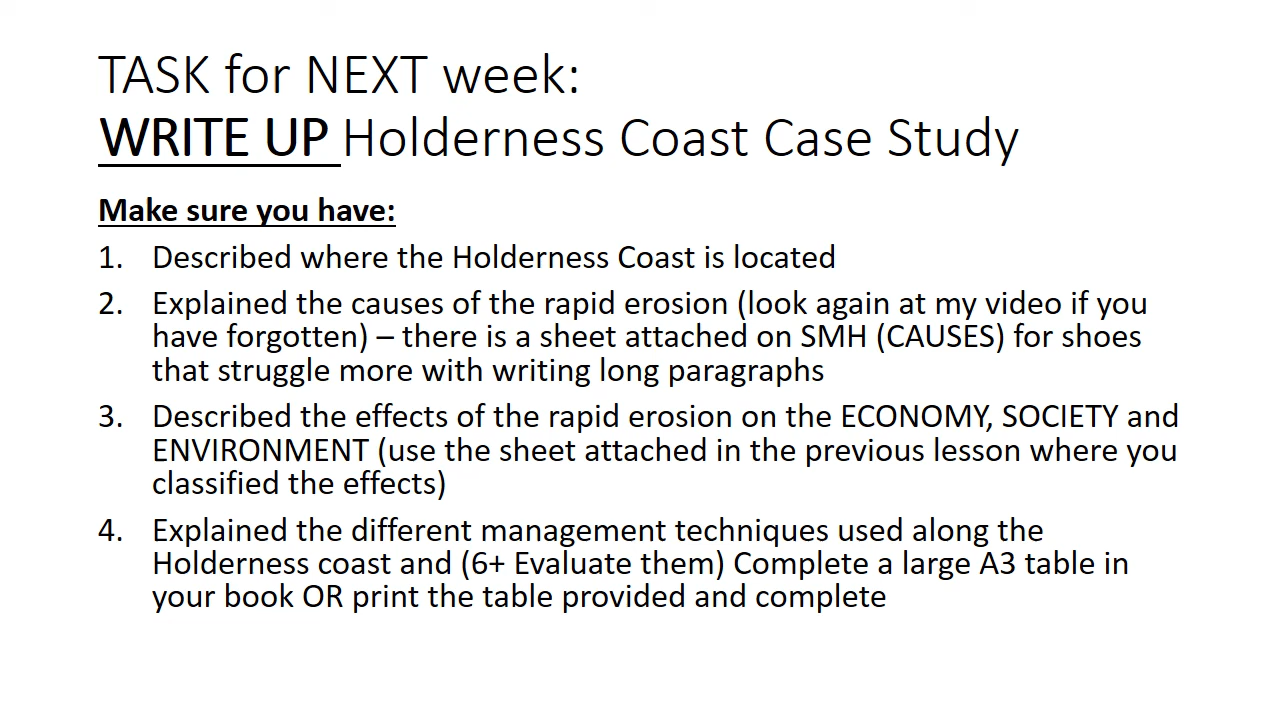 TASK for NEXT week:
WRITE UP Holderness Coast Case Study
Make sure you have:
1. Described where the Holderness Coast is located
2. Explained the causes of the rapid erosion (look again at my video if you
have forgotten) – there is a sheet attached on SMH (CAUSES) for shoes
that struggle more with writing long paragraphs
3. Described the effects of the rapid erosion on the ECONOMY, SOCIETY and
ENVIRONMENT (use the sheet attached in the previous lesson where you
classified the effects)
4. Explained the different management techniques used along the
Holderness coast and (6+ Evaluate them) Complete a large A3 table in
your book OR print the table provided and complete